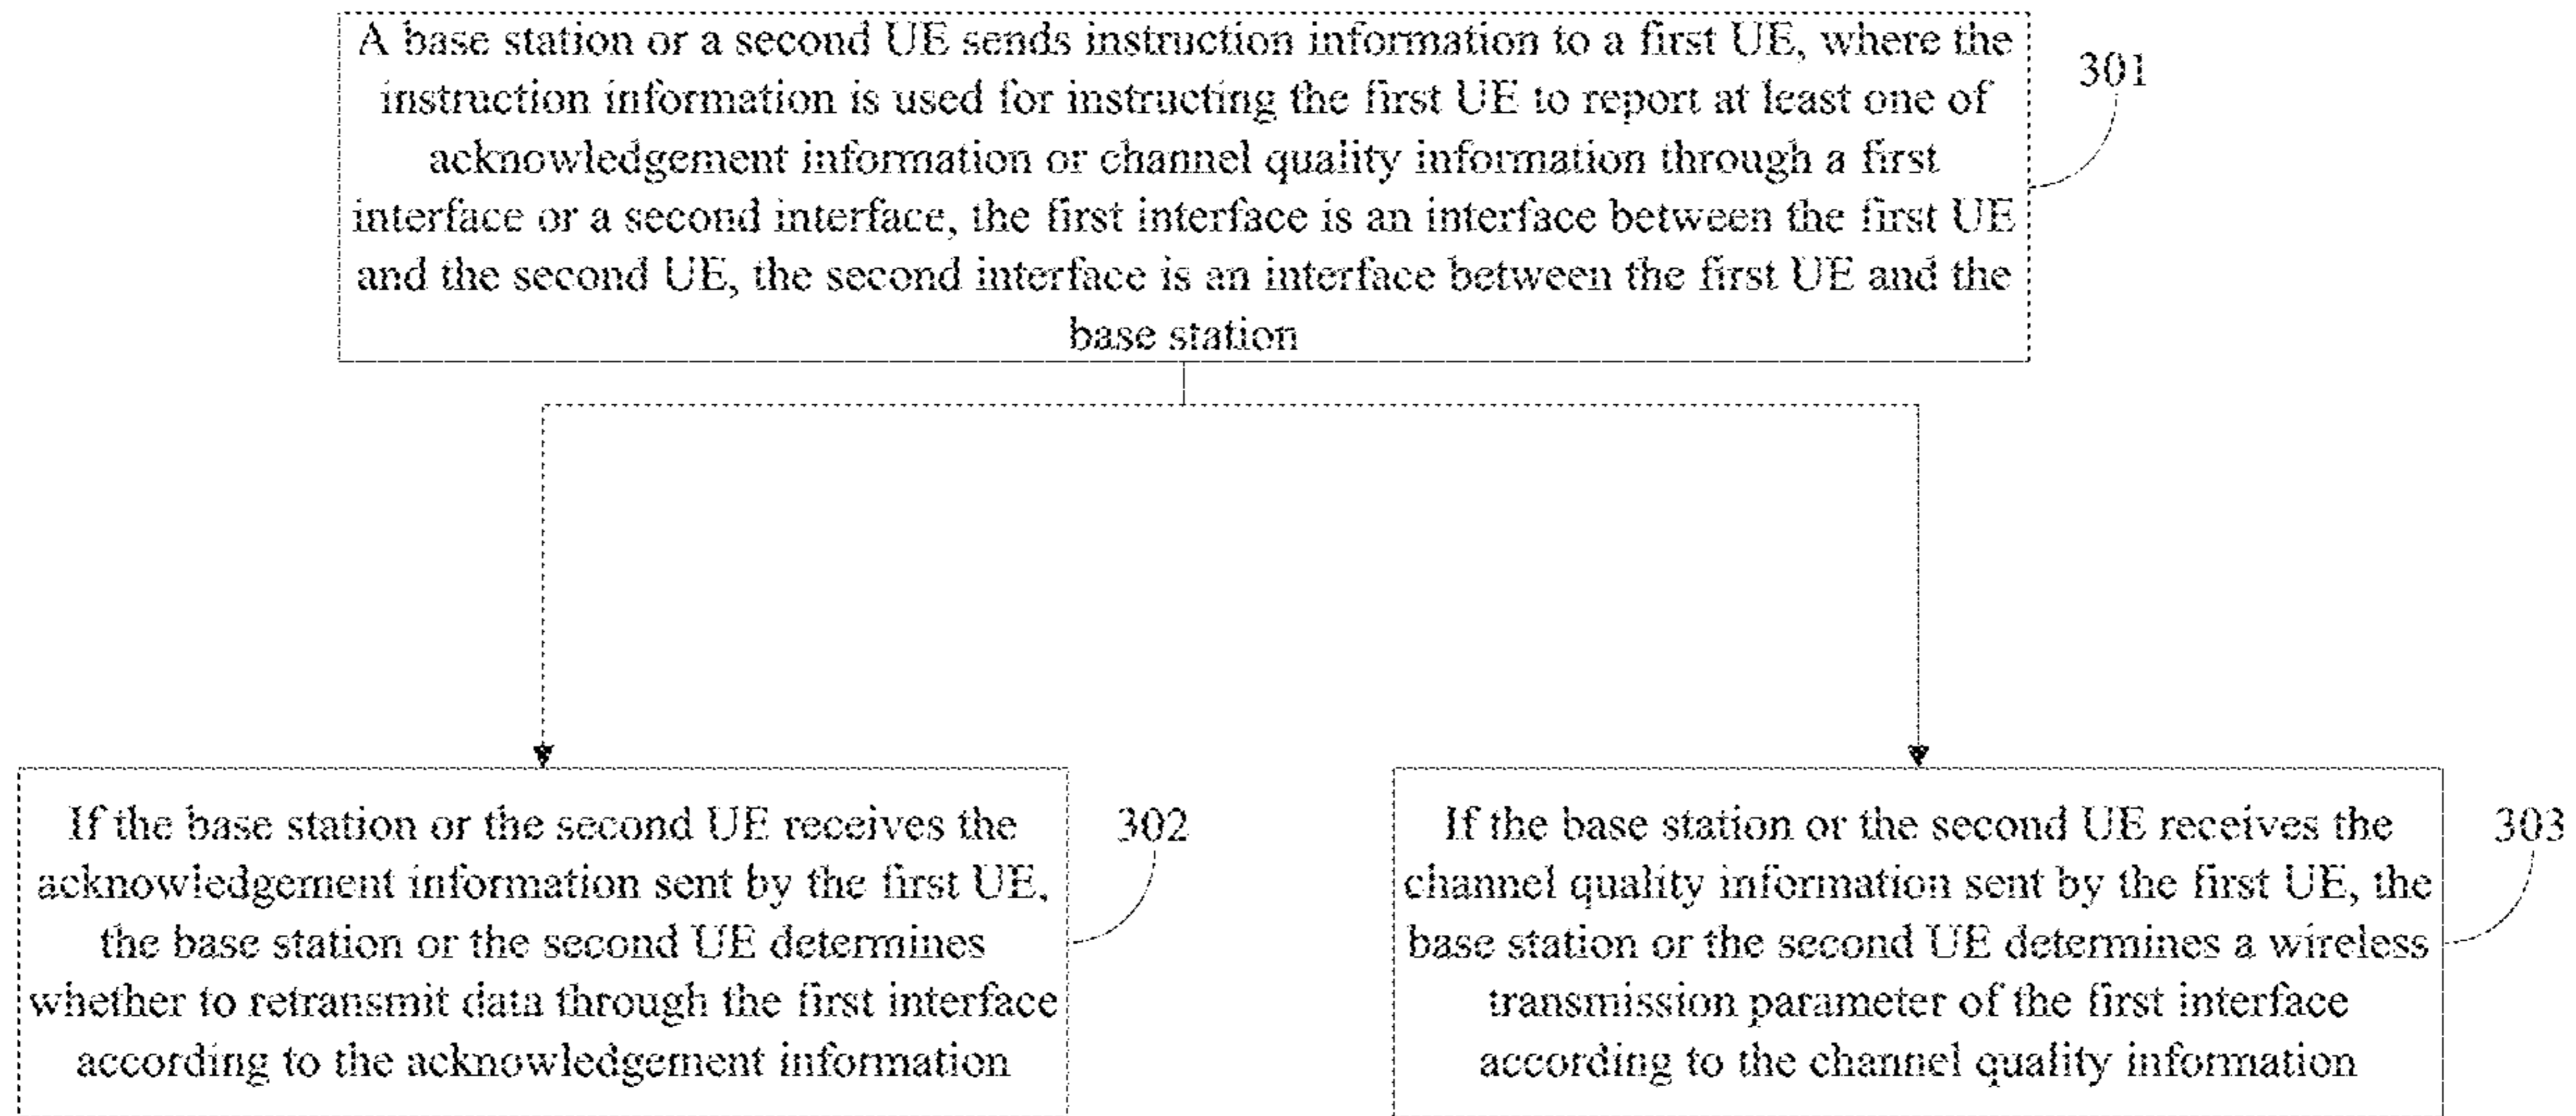 A base station or a second UE sends instruction information to a first UE, where the
instruction information is used for instructing the first UE to report at least one of
acknowledgement information or channel quality information through a first
interface or a second interface, the first interface is an interface between the first UE
and the second UE, the second interface is an interface between the first UE and the
base station
301
If the base station or the second UE receives the
acknowledgement information sent by the first UE,
the base station or the second UE determines
whether to retransmit data through the first interface
according to the acknowledgement information
302
If the base station or the second UE receives the
channel quality information sent by the first UE, the
base station or the second UE determines a wireless
transmission parameter of the first interface
according to the channel quality information
303